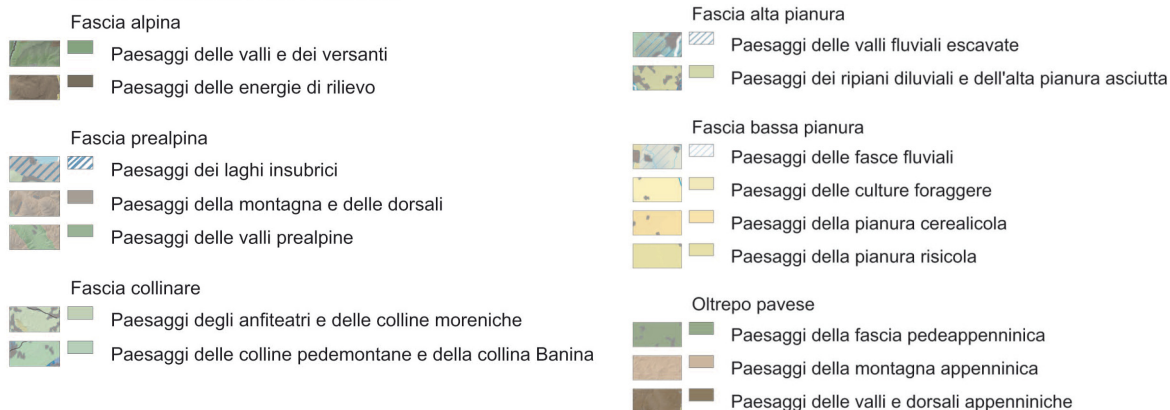 Fascia alpina
Paesaggi delle valli e dei versanti
Paesaggi delle energie di rilievo
Fascia prealpina
Paesaggi dei laghi insubrici
Paesaggi della montagna e delle dorsali
Paesaggi delle valli prealpine
Fascia collinare
Paesaggi degli anfiteatri e delle colline moreniche
Paesaggi delle colline pedemontane e della collina Banina
Fascia alta pianura
Paesaggi delle valli fluviali escavate
Paesaggi dei ripiani diluviali e dell'alta pianura asciutta
Fascia bassa pianura
Paesaggi delle fasce fluviali
Paesaggi delle culture foraggere
Paesaggi della pianura cerealicola
Paesaggi della pianura risicola
Oltrepo pavese
Paesaggi della fascia pedeappenninica
Paesaggi della montagna appenninica
Paesaggi delle valli e dorsali appenniniche